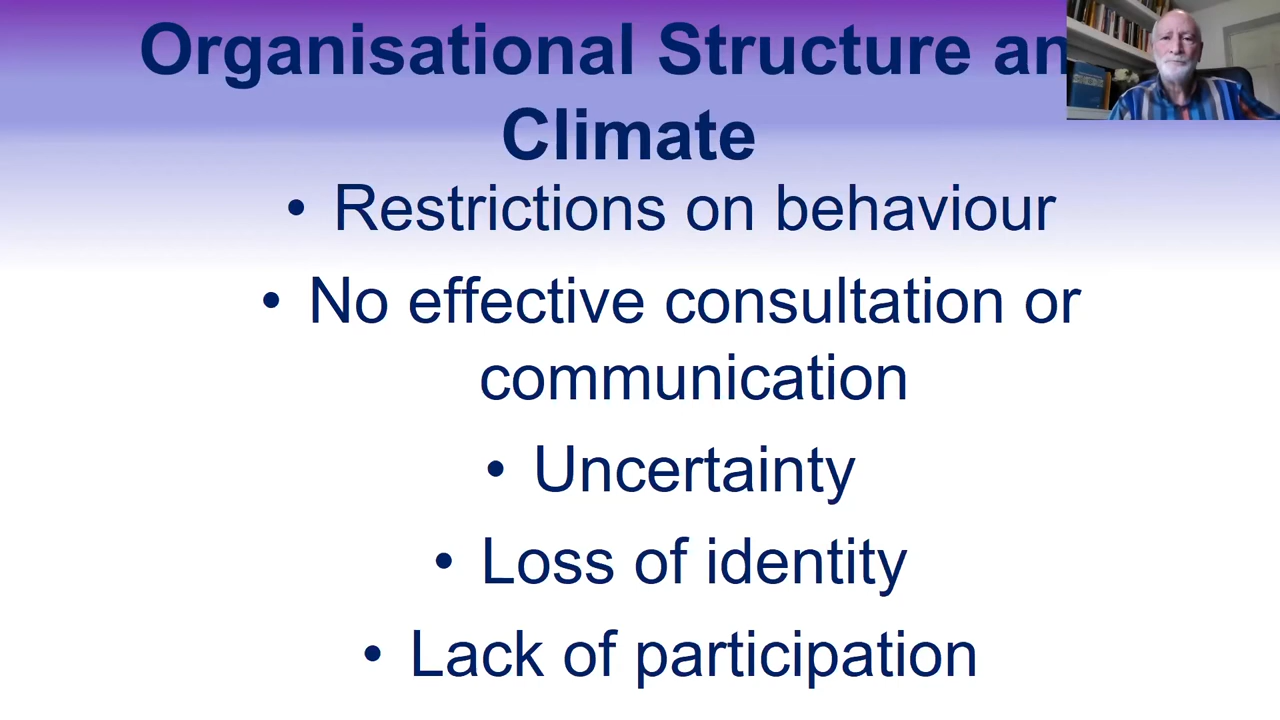 Organisational Structure an
Climate
• Restrictions on behaviour
• No effective consultation or
communication
• Uncertainty
• Loss of identity
• Lack of participation